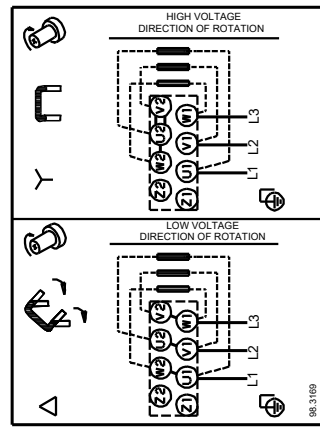 HIGH VOLTAGE
DIRECTION OF ROTATION
Z2 W2 U2 V2
Z1 U1 V1 W1
L1 L2 L3
LOW VOLTAGE
DIRECTION OF ROTATION
Z2 W2 U2 V2
Z1 U1 V1 W1
L1 L2 L3
98.3169